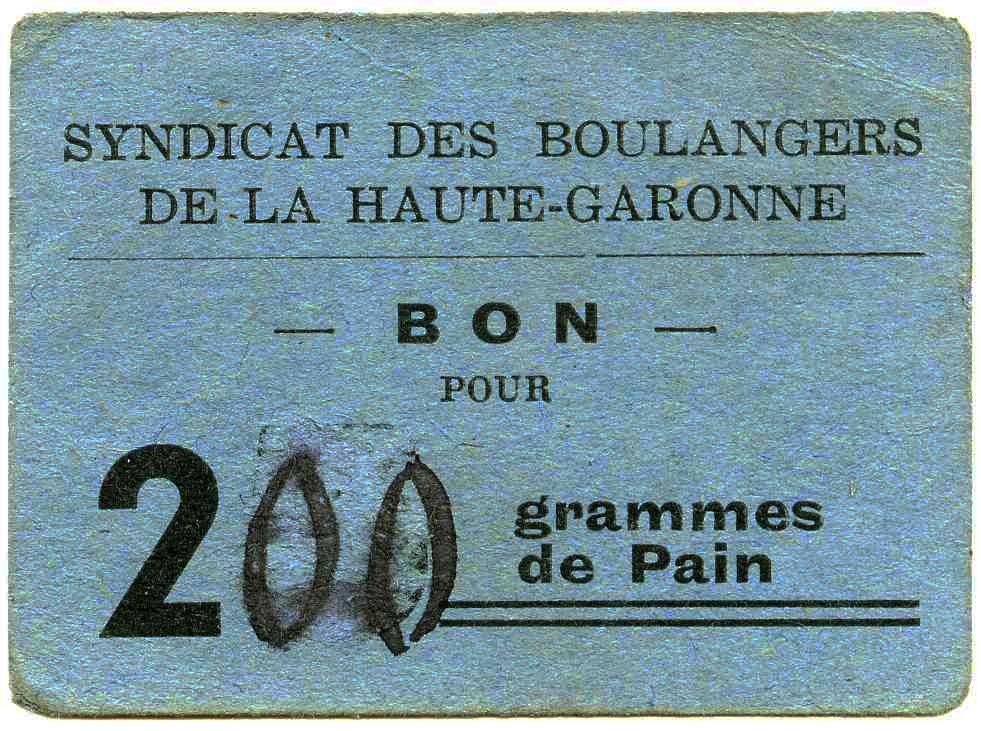 SYNDICAT DES BOULANGERS
DE LA HAUTE-GARONNE
— BON —
POUR
200 grammes
de Pain